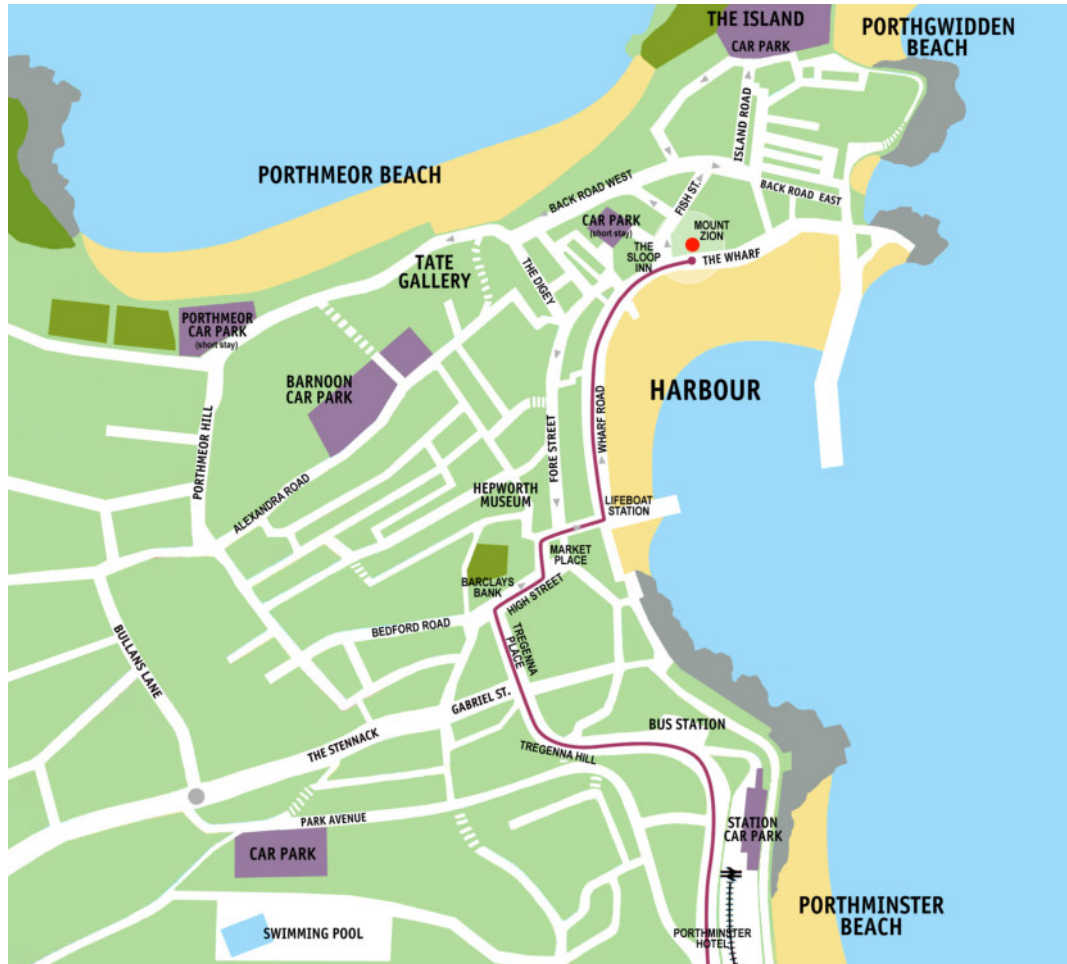 THE ISLAND
CAR PARK
PORTHGWIDDEN
BEACH
ISLAND ROAD
PORTHMEOR BEACH
BACK ROAD WEST
BACK ROAD EAST
FISH ST.
CAR PARK
(short stay)
MOUNT
ZION
THE
SLOOP
INN
THE WHARF
TATE
GALLERY
THE DIGEY
PORTHMEOR
CAR PARK
(short stay)
BARNOON
CAR PARK
HARBOUR
WHARF ROAD
PORTHMEOR HILL
FORE STREET
ALEXANDRA ROAD
HEPWORTH
MUSEUM
LIFEBOAT
STATION
MARKET
PLACE
BARCLAYS
BANK
HIGH STREET
BEDFORD ROAD
TREGENNA
PLACE
BULLANS LANE
GABRIEL ST.
BUS STATION
THE STENNACK
TREGENNA HILL
PARK AVENUE
STATION
CAR PARK
CAR PARK
PORTHMINSTER
BEACH
SWIMMING POOL
PORTHMINSTER
HOTEL